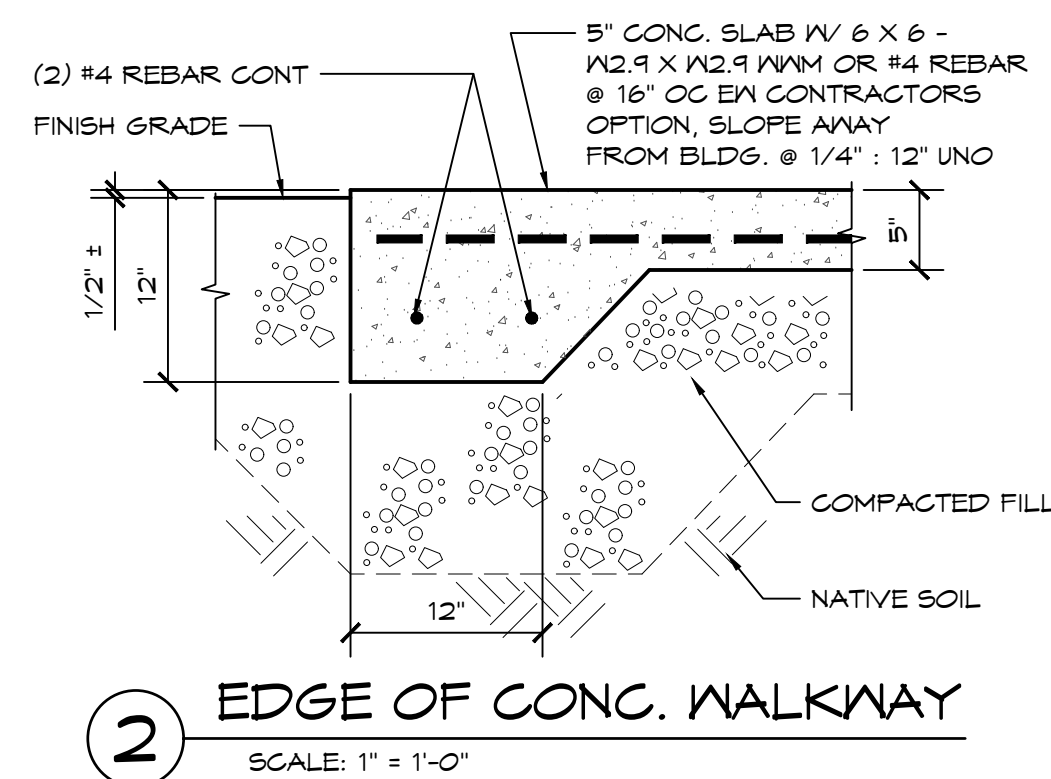 5" CONC. SLAB W/ 6 X 6 -
W2.9 X W2.9 WWM OR #4 REBAR
@ 16" OC EW CONTRACTORS
OPTION, SLOPE AWAY
FROM BLDG. @ 1/4" : 12" UNO
(2) #4 REBAR CONT
FINISH GRADE
1/2" ±
12"
5"
COMPACTED FILL
NATIVE SOIL
12"
2
EDGE OF CONC. WALKWAY
SCALE: 1" = 1'-0"